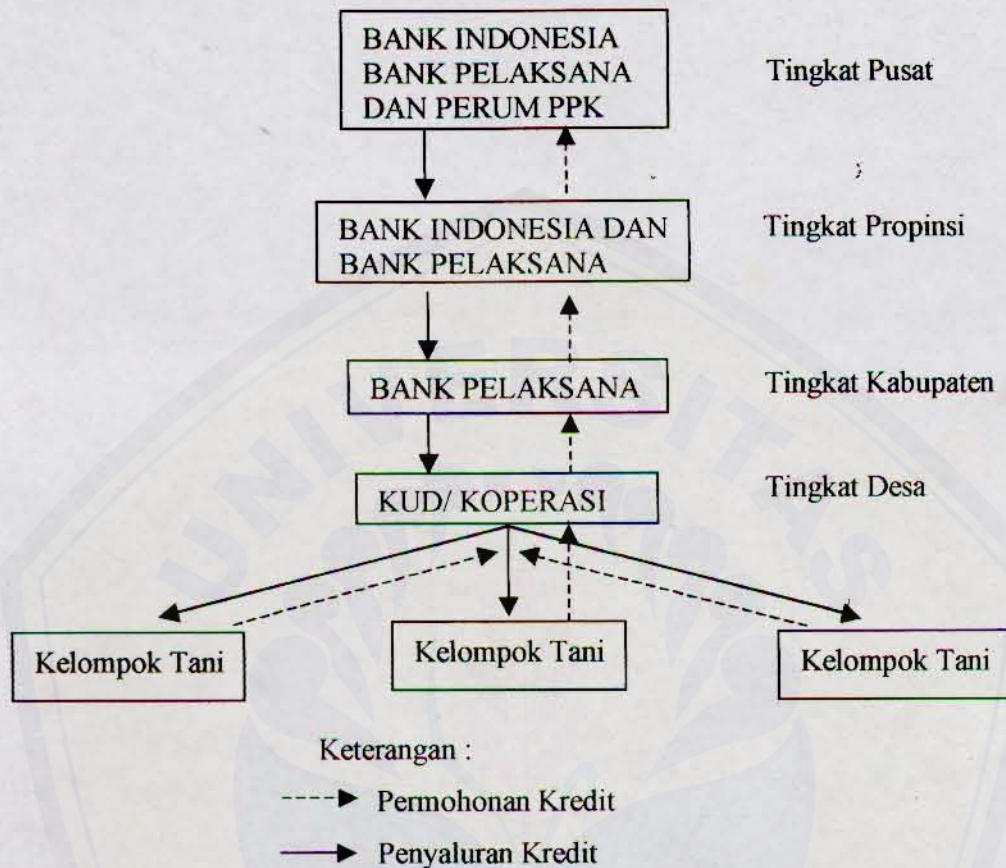 BANK INDONESIA
BANK PELAKSANA
DAN PERUM PPK
Tingkat Pusat
BANK INDONESIA DAN
BANK PELAKSANA
Tingkat Propinsi
BANK PELAKSANA
Tingkat Kabupaten
KUD/ KOPERASI
Tingkat Desa
Kelompok Tani
Kelompok Tani
Kelompok Tani
Keterangan :
Permohonan Kredit
Penyaluran Kredit
UNIVERSITAS